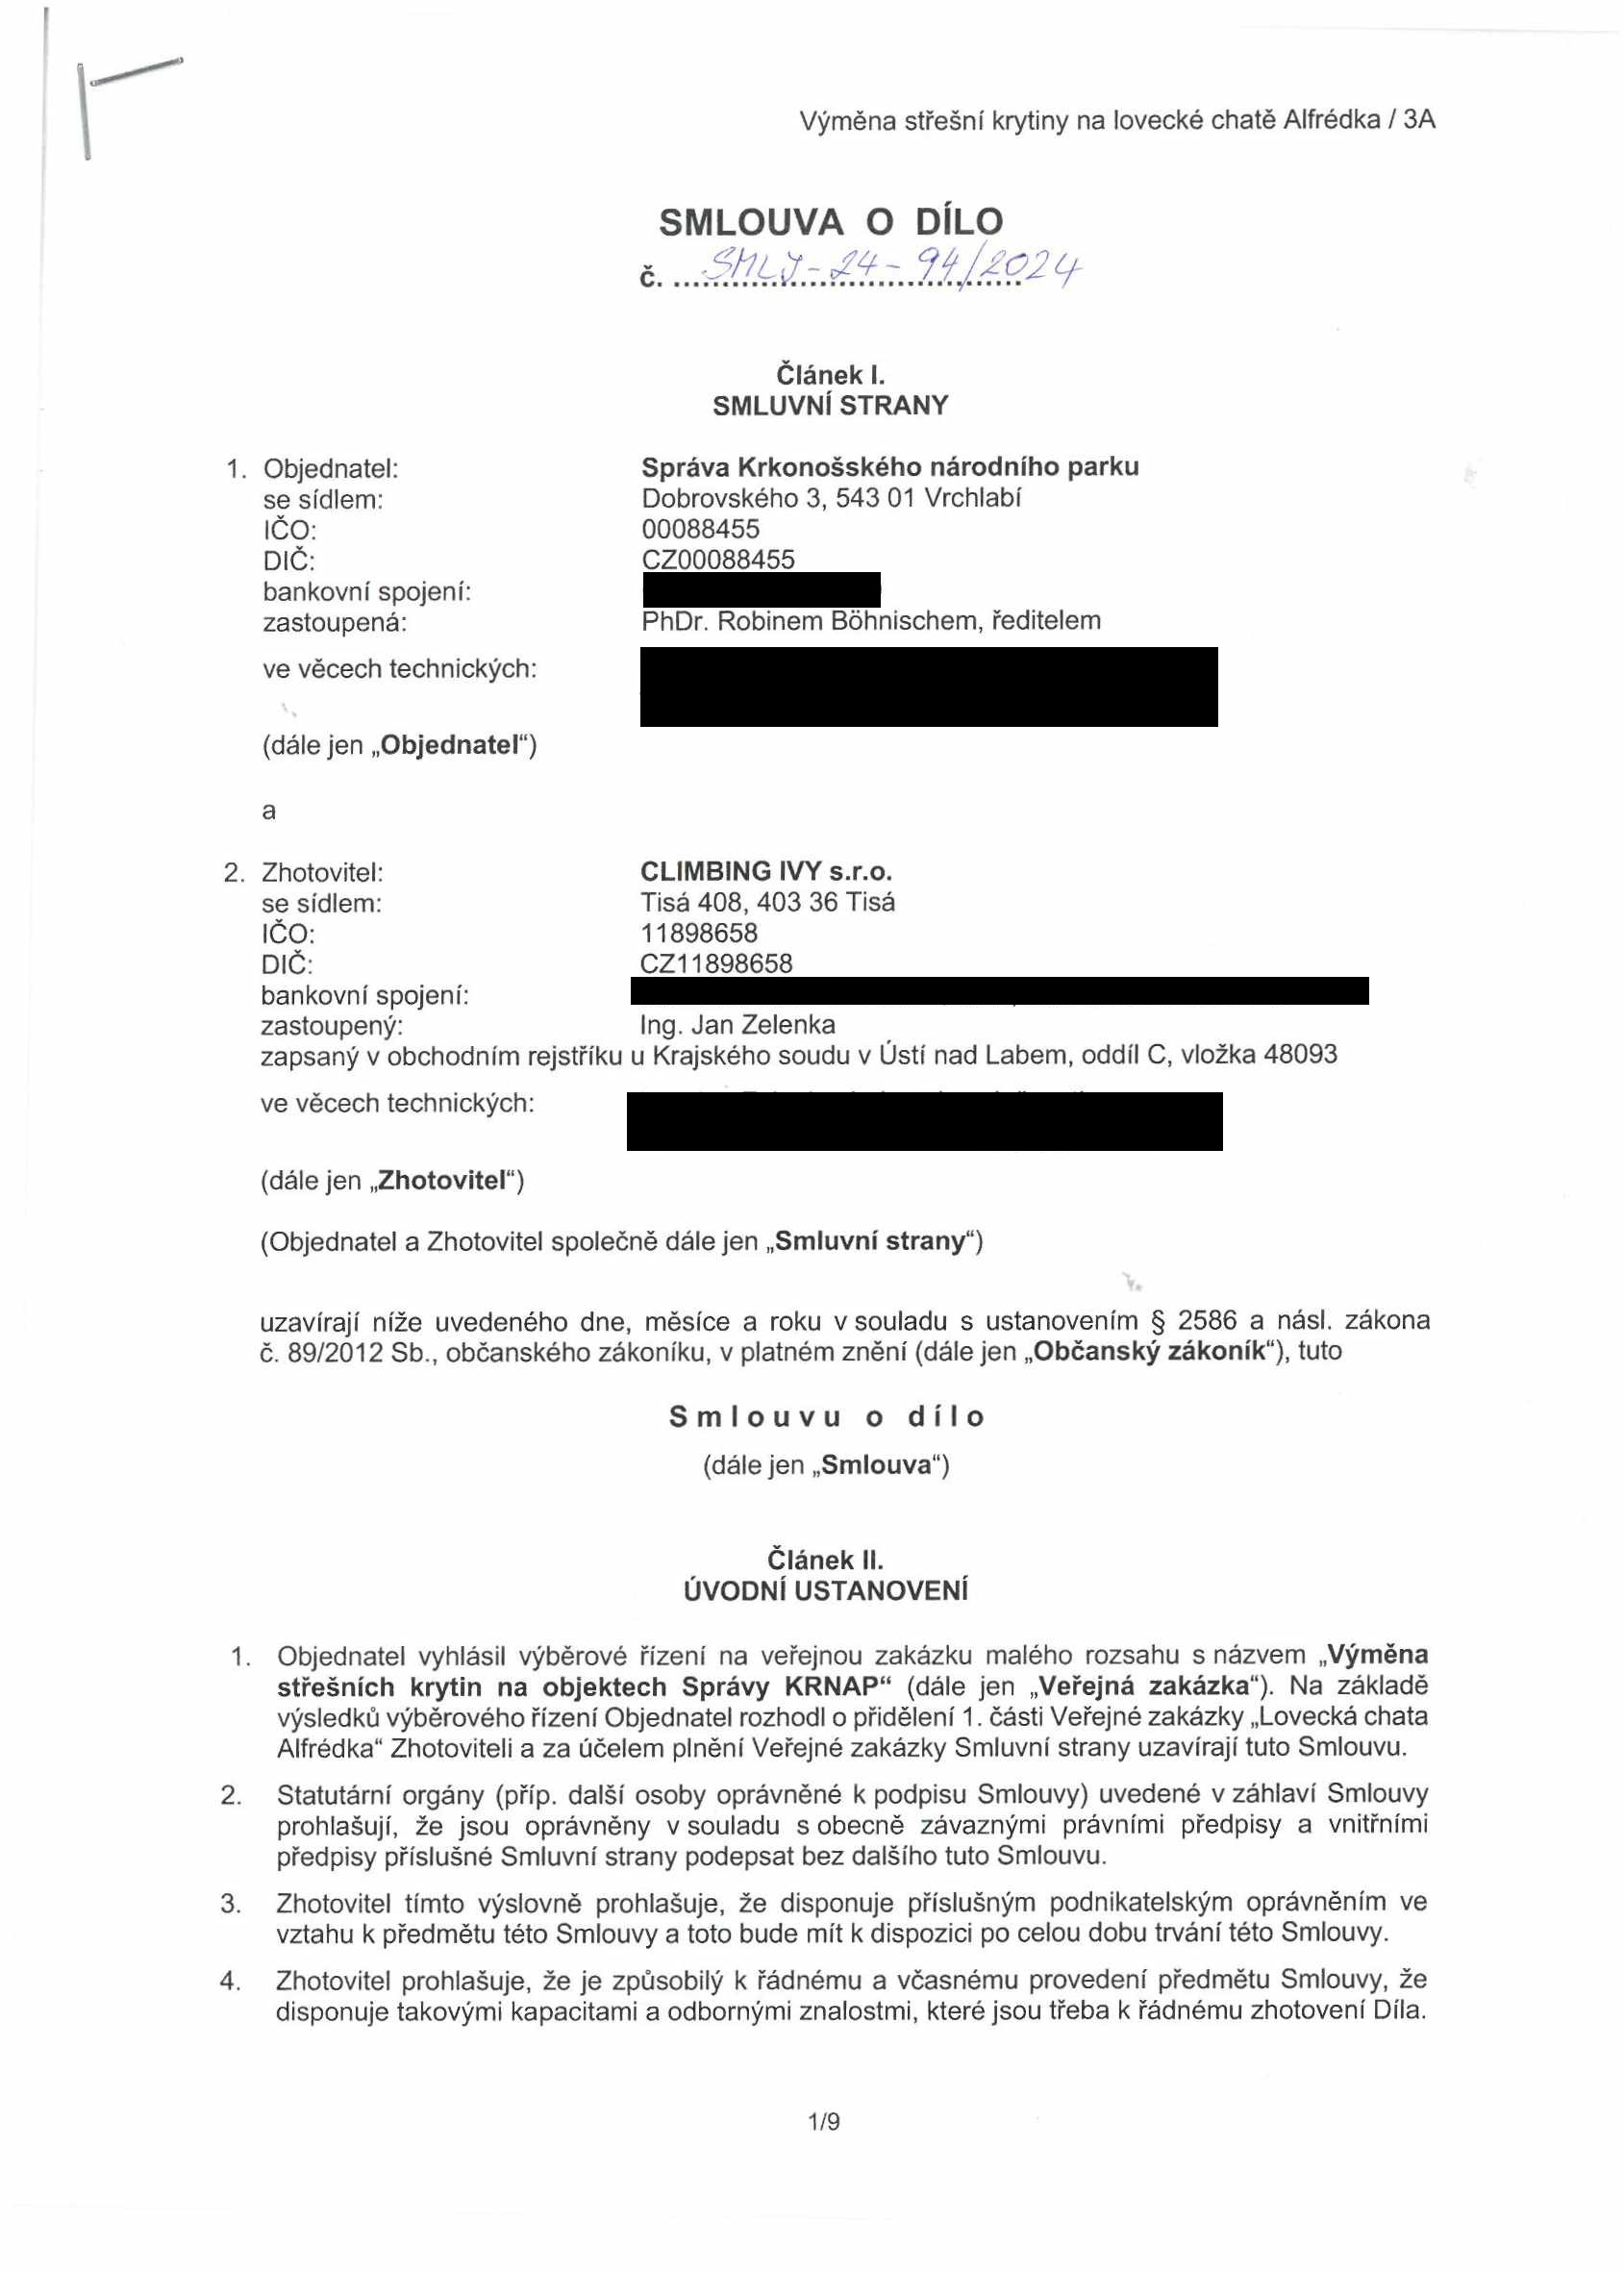 Výměna střešní krytiny na lovecké chatě Alfrédka / 3A
SMLOUVA O DÍLO
č. SMLJ-24-94/2024
Článek I.
SMLUVNÍ STRANY
1. Objednatel: Správa Krkonošského národního parku
se sídlem: Dobrovského 3, 543 01 Vrchlabí
IČO: 00088455
DIČ: CZ00088455
bankovní spojení:
zastoupená: PhDr. Robinem Böhnischem, ředitelem
ve věcech technických:
(dále jen „Objednatel“)
a
2. Zhotovitel: CLIMBING IVY s.r.o.
se sídlem: Tisá 408, 403 36 Tisá
IČO: 11898658
DIČ: CZ11898658
bankovní spojení:
zastoupený: Ing. Jan Zelenka
zapsaný v obchodním rejstříku u Krajského soudu v Ústí nad Labem, oddíl C, vložka 48093
ve věcech technických:
(dále jen „Zhotovitel“)
(Objednatel a Zhotovitel společně dále jen „Smluvní strany“)
uzavírají níže uvedeného dne, měsíce a roku v souladu s ustanovením § 2586 a násl. zákona
č. 89/2012 Sb., občanského zákoníku, v platném znění (dále jen „Občanský zákoník“), tuto
Smlouvu o dílo
(dále jen „Smlouva“)
Článek II.
ÚVODNÍ USTANOVENÍ
1. Objednatel vyhlásil výběrové řízení na veřejnou zakázku malého rozsahu s názvem „Výměna
střešních krytin na objektech Správy KRNAP“ (dále jen „Veřejná zakázka“). Na základě
výsledků výběrového řízení Objednatel rozhodl o přidělení 1. části Veřejné zakázky „Lovecká chata
Alfrédka“ Zhotoviteli a za účelem plnění Veřejné zakázky Smluvní strany uzavírají tuto Smlouvu.
2. Statutární orgány (příp. další osoby oprávněné k podpisu Smlouvy) uvedené v záhlaví Smlouvy
prohlašují, že jsou oprávněny v souladu s obecně závaznými právními předpisy a vnitřními
předpisy příslušné Smluvní strany podepsat bez dalšího tuto Smlouvu.
3. Zhotovitel tímto výslovně prohlašuje, že disponuje příslušným podnikatelským oprávněním ve
vztahu k předmětu této Smlouvy a toto bude mít k dispozici po celou dobu trvání této Smlouvy.
4. Zhotovitel prohlašuje, že je způsobilý k řádnému a včasnému provedení předmětu Smlouvy, že
disponuje takovými kapacitami a odbornými znalostmi, které jsou třeba k řádnému zhotovení Díla.
1/9